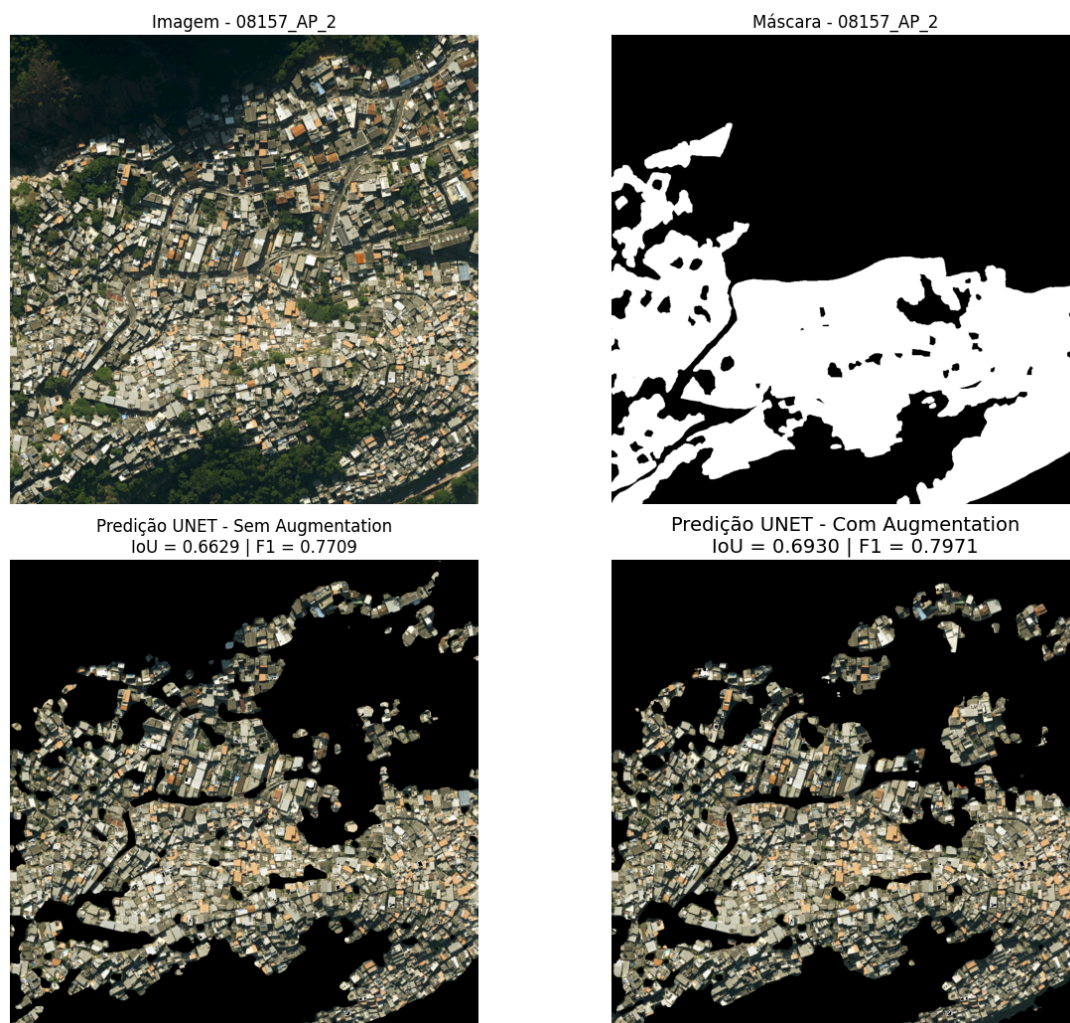 Imagem - 08157_AP_2
Máscara - 08157_AP_2
Predição UNET - Sem Augmentation
IoU = 0.6629 | F1 = 0.7709
Predição UNET - Com Augmentation
IoU = 0.6930 | F1 = 0.7971